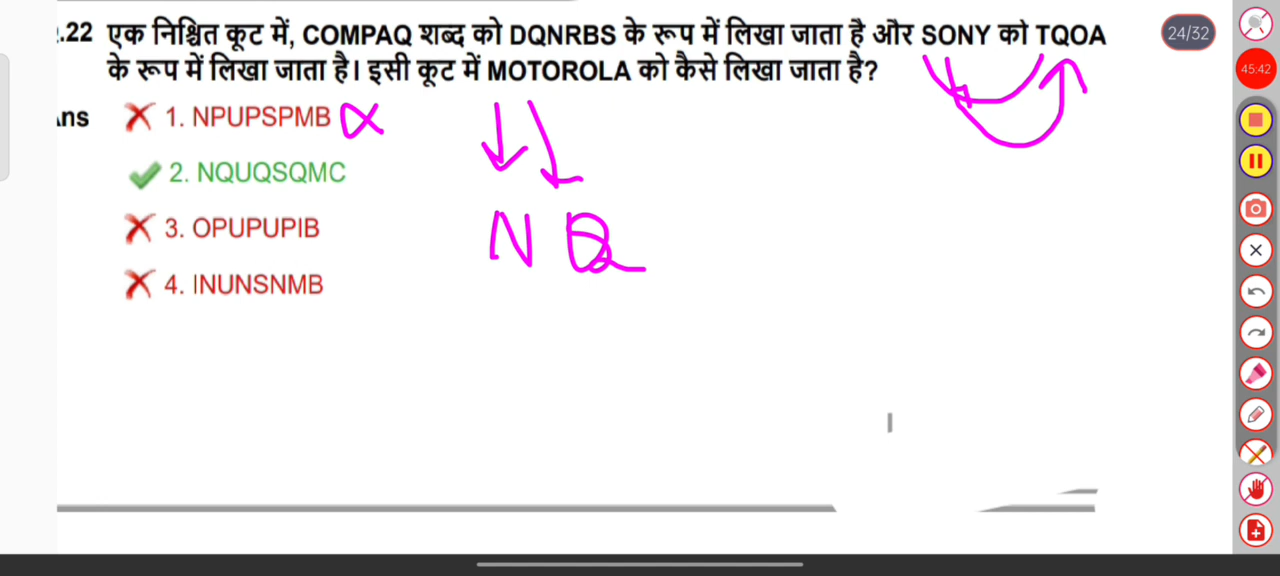 .22 एक निश्चित कूट में, COMPAQ शब्द को DQNRBS के रूप में लिखा जाता है और SONY को TQOA
के रूप में लिखा जाता है। इसी कूट में MOTOROLA को कैसे लिखा जाता है?
24/32
45:42
Ans
1. NPUPSPMB
2. NQUQSQMC
3. OPUPUPIB
4. INUNSNMB
N Q